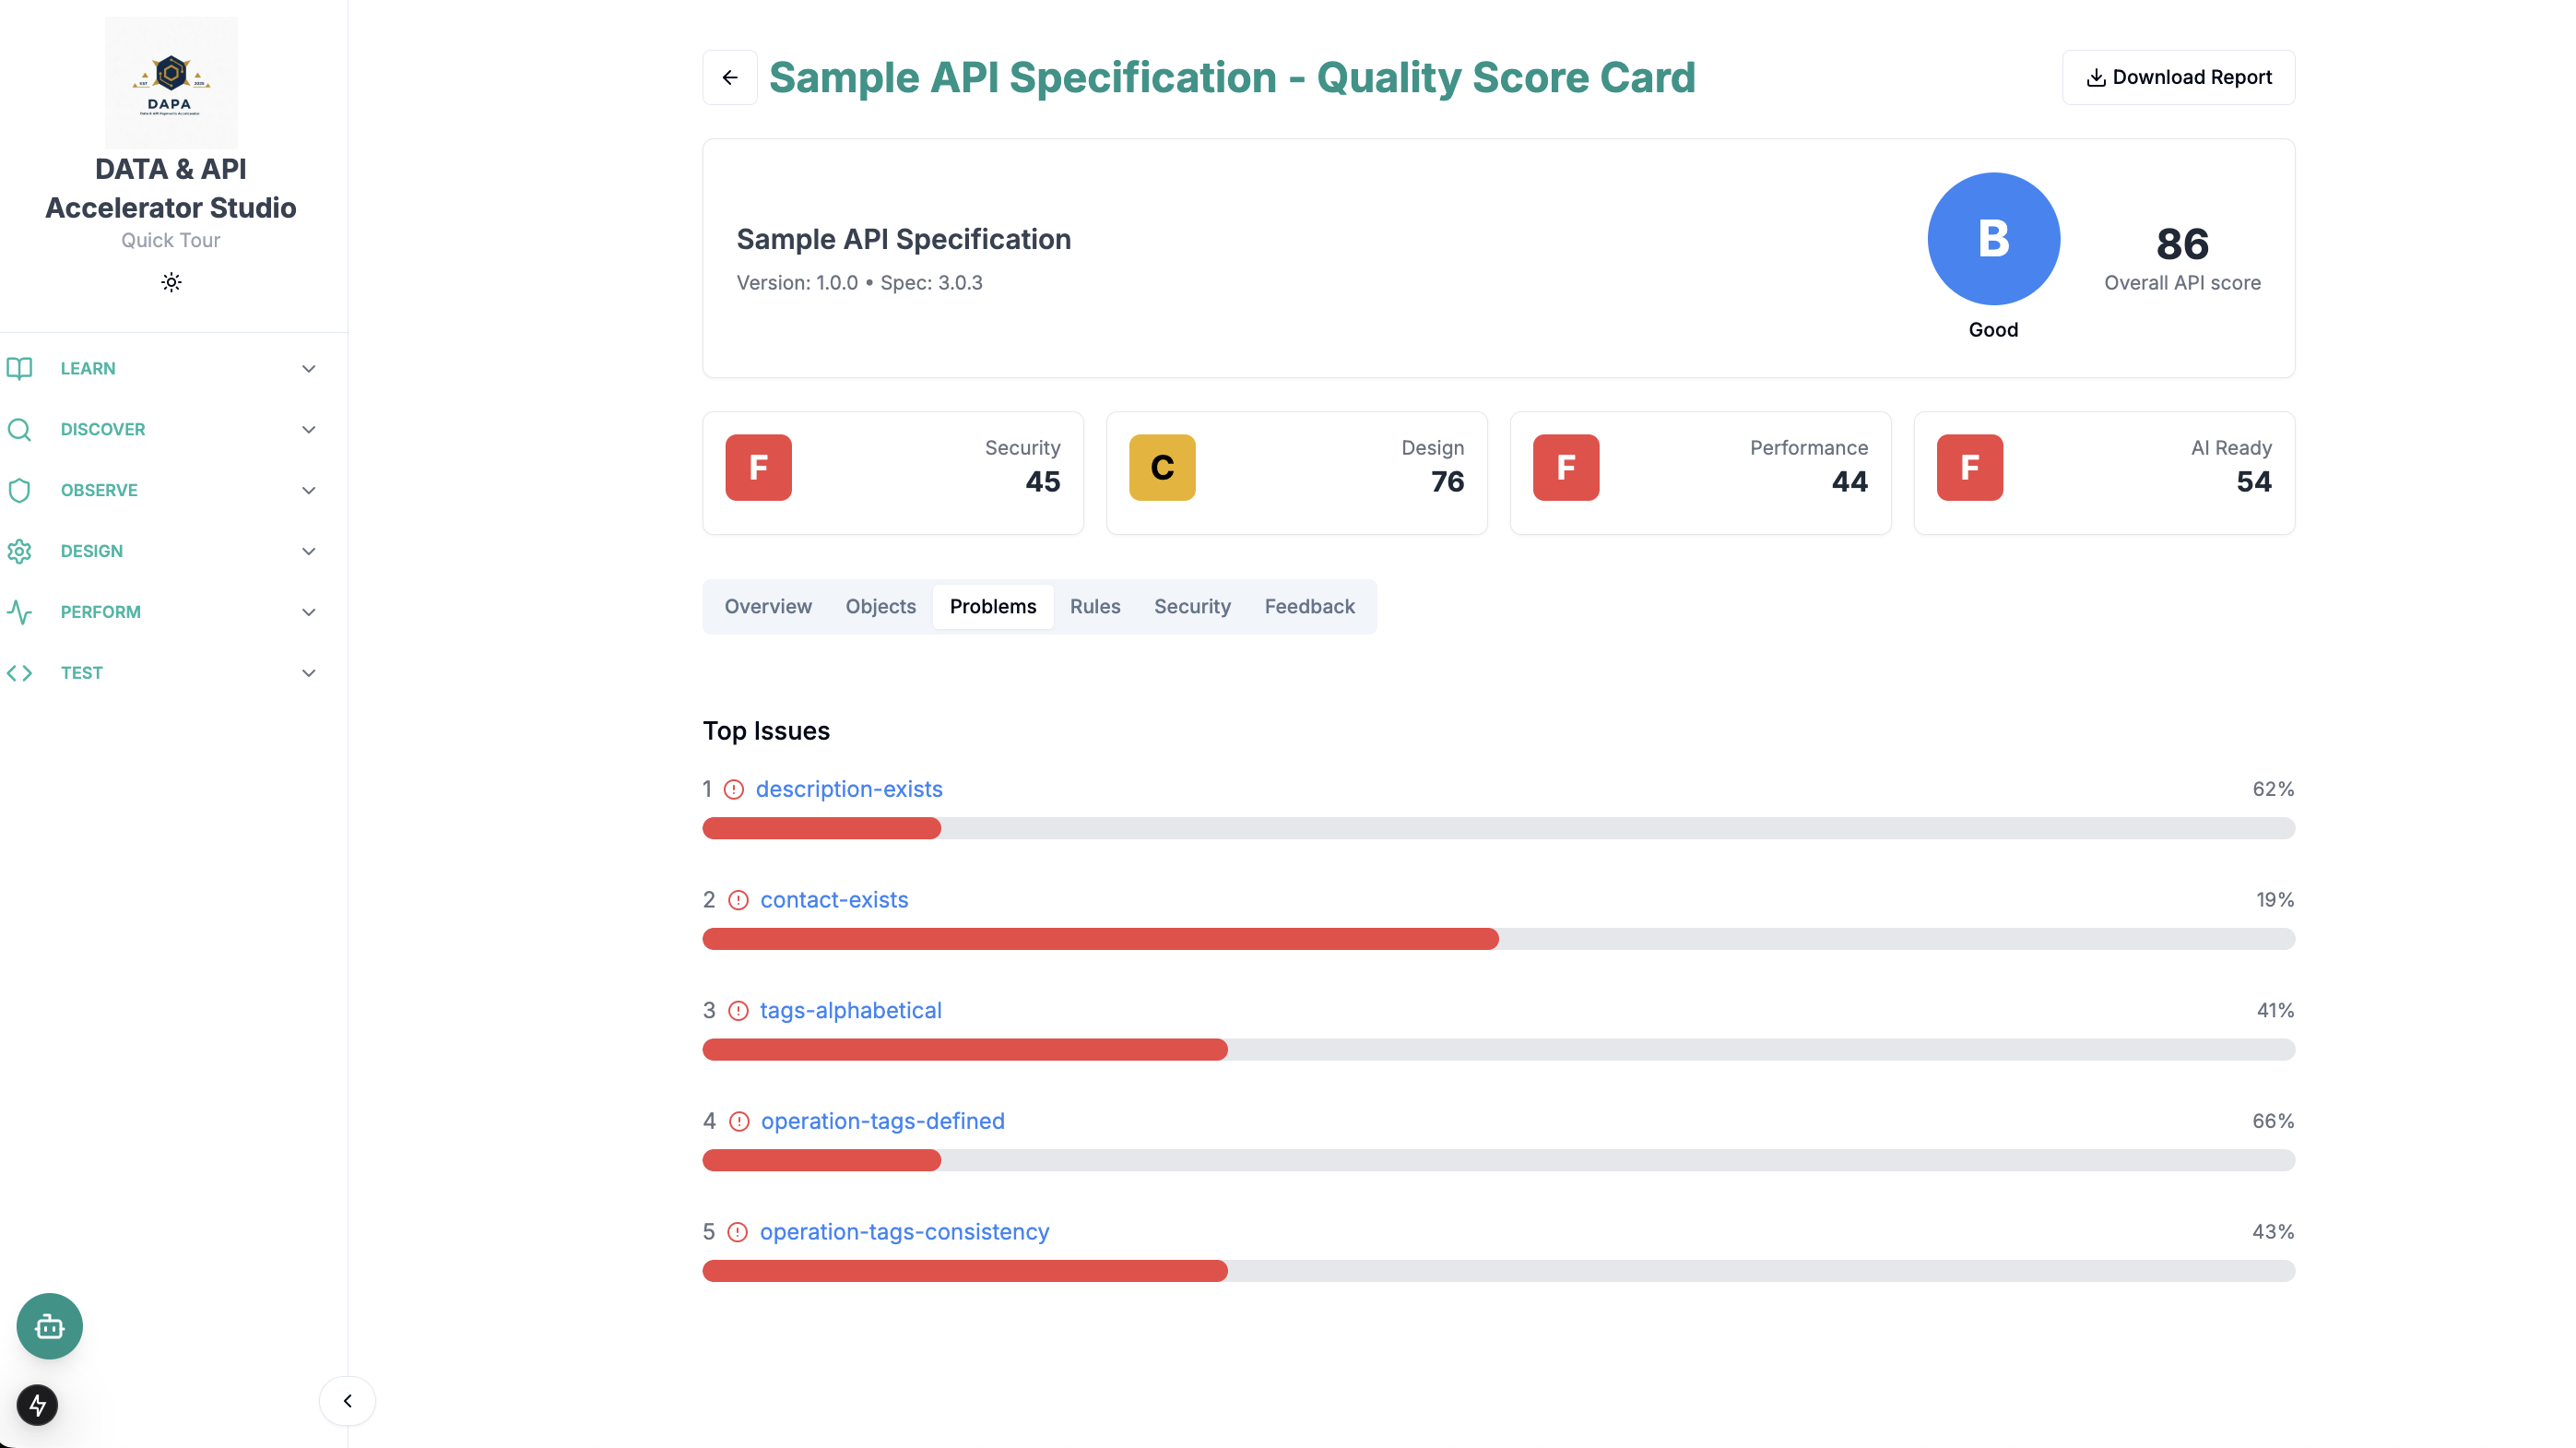 EST 2025
DAPA
DATA & API
Accelerator Studio
Quick Tour
LEARN
DISCOVER
OBSERVE
DESIGN
PERFORM
TEST
Sample API Specification - Quality Score Card
Download Report
Sample API Specification
Version: 1.0.0 • Spec: 3.0.3
B
Good
86
Overall API score
F
Security
45
C
Design
76
F
Performance
44
F
AI Ready
54
Overview Objects Problems Rules Security Feedback
Top Issues
1 description-exists 62%
2 contact-exists 19%
3 tags-alphabetical 41%
4 operation-tags-defined 66%
5 operation-tags-consistency 43%